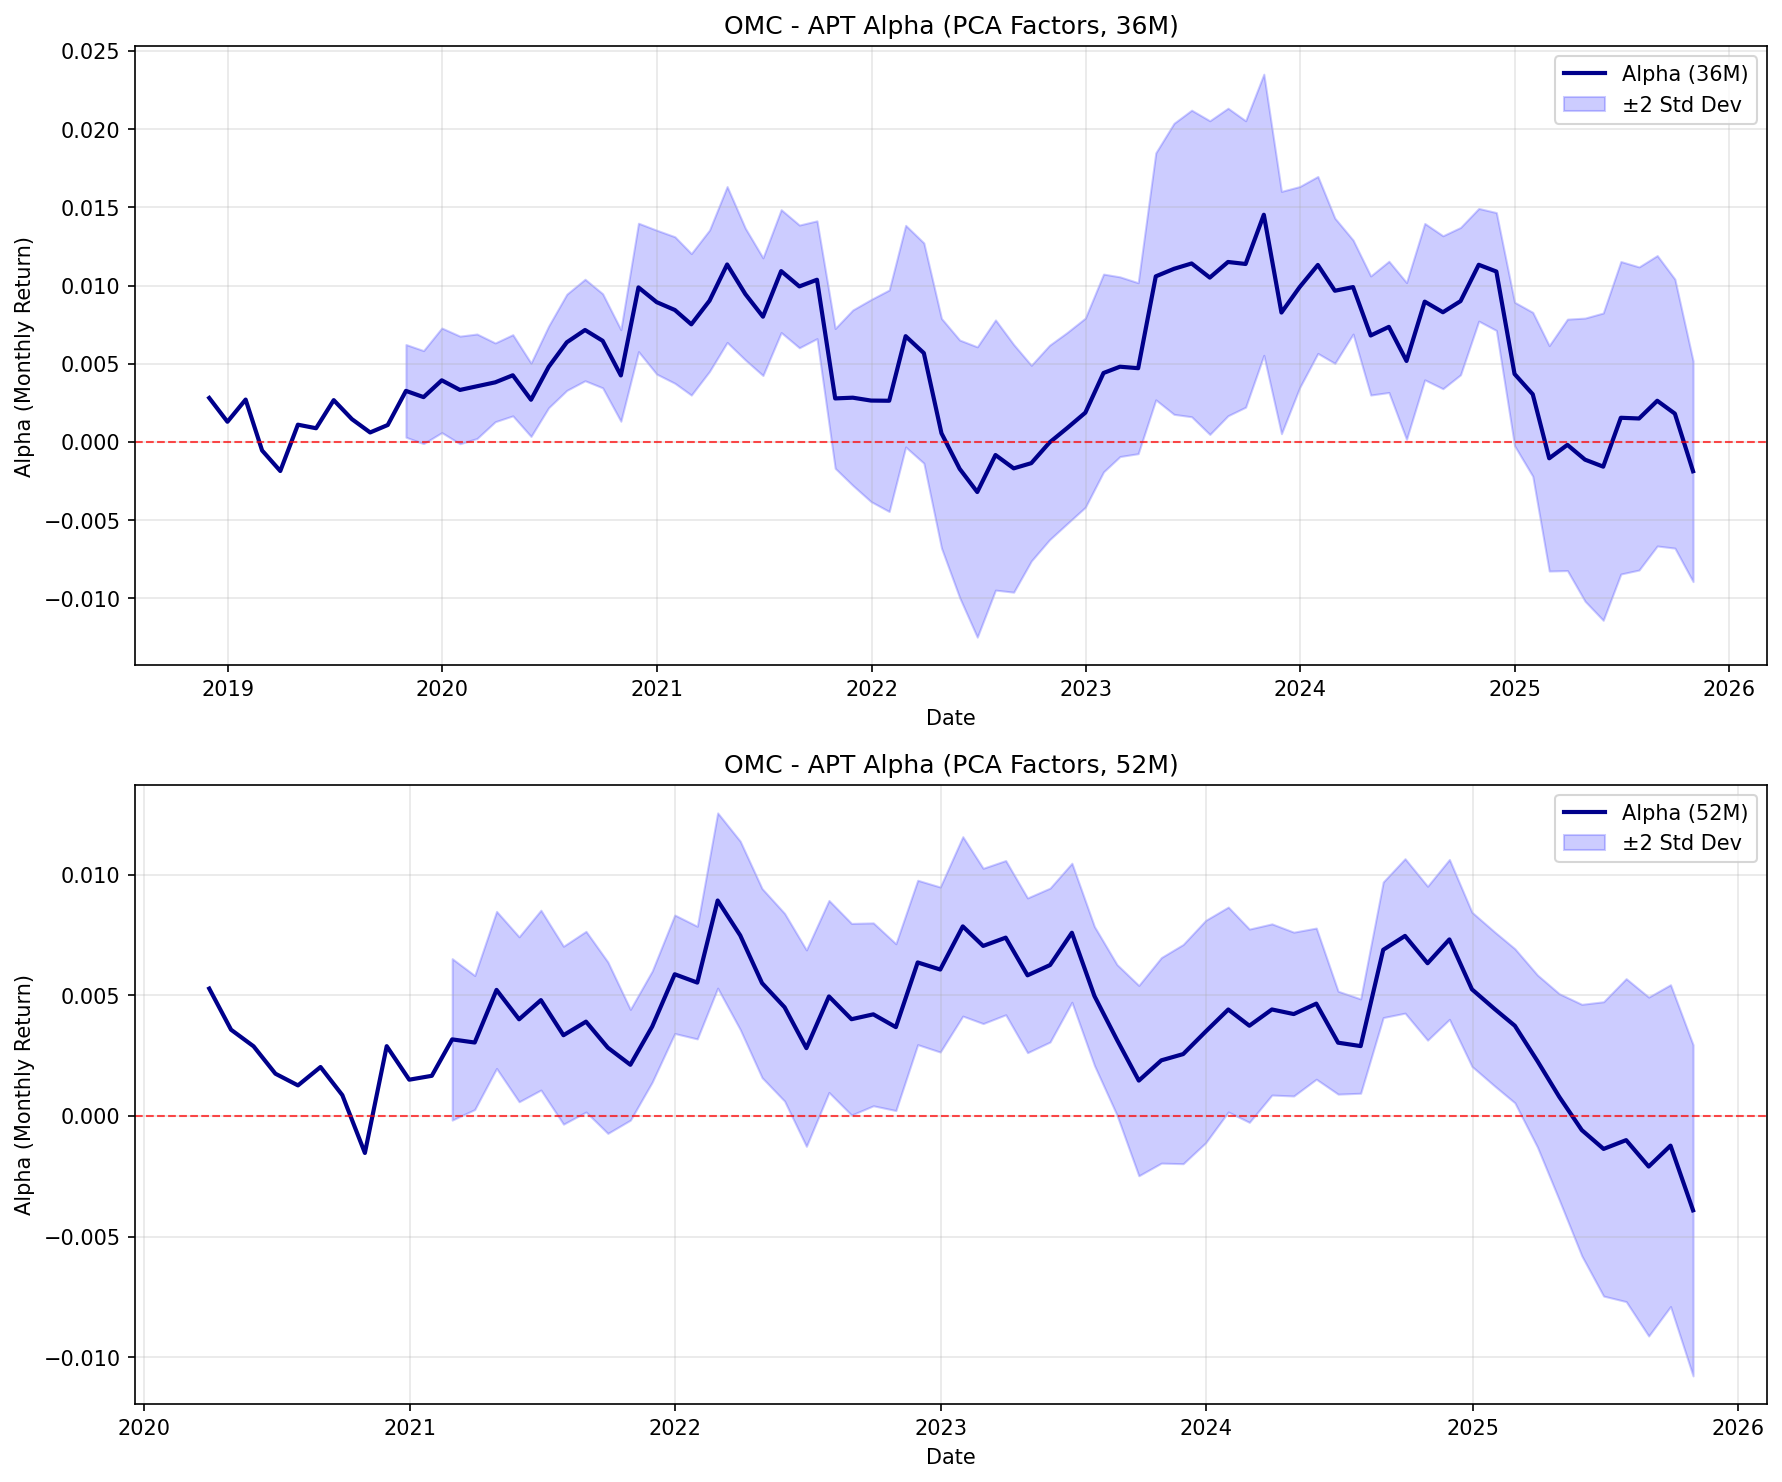 OMC - APT Alpha (PCA Factors, 36M)
Alpha (Monthly Return)
0.025
0.020
0.015
0.010
0.005
0.000
−0.005
−0.010
Alpha (36M)
±2 Std Dev
2019 2020 2021 2022 2023 2024 2025 2026
Date
OMC - APT Alpha (PCA Factors, 52M)
Alpha (Monthly Return)
0.010
0.005
0.000
−0.005
−0.010
Alpha (52M)
±2 Std Dev
2020 2021 2022 2023 2024 2025 2026
Date